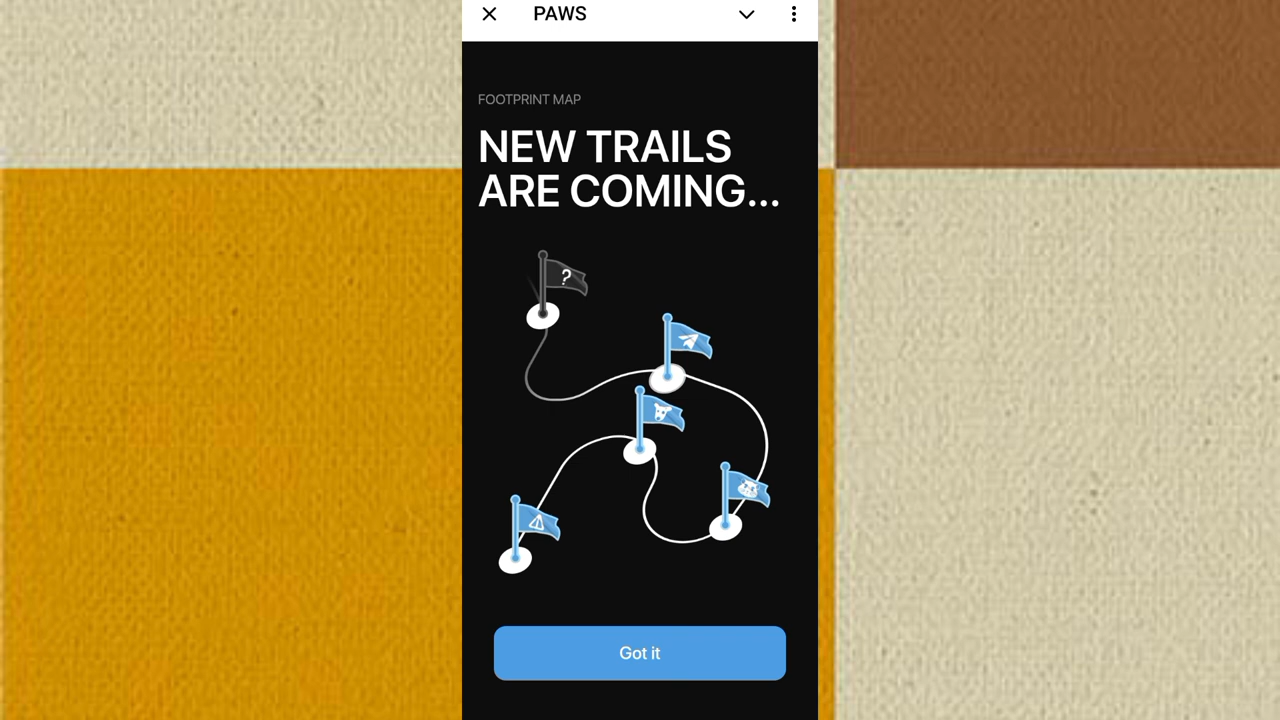 PAWS
FOOTPRINT MAP
NEW TRAILS
ARE COMING...
?
Got it